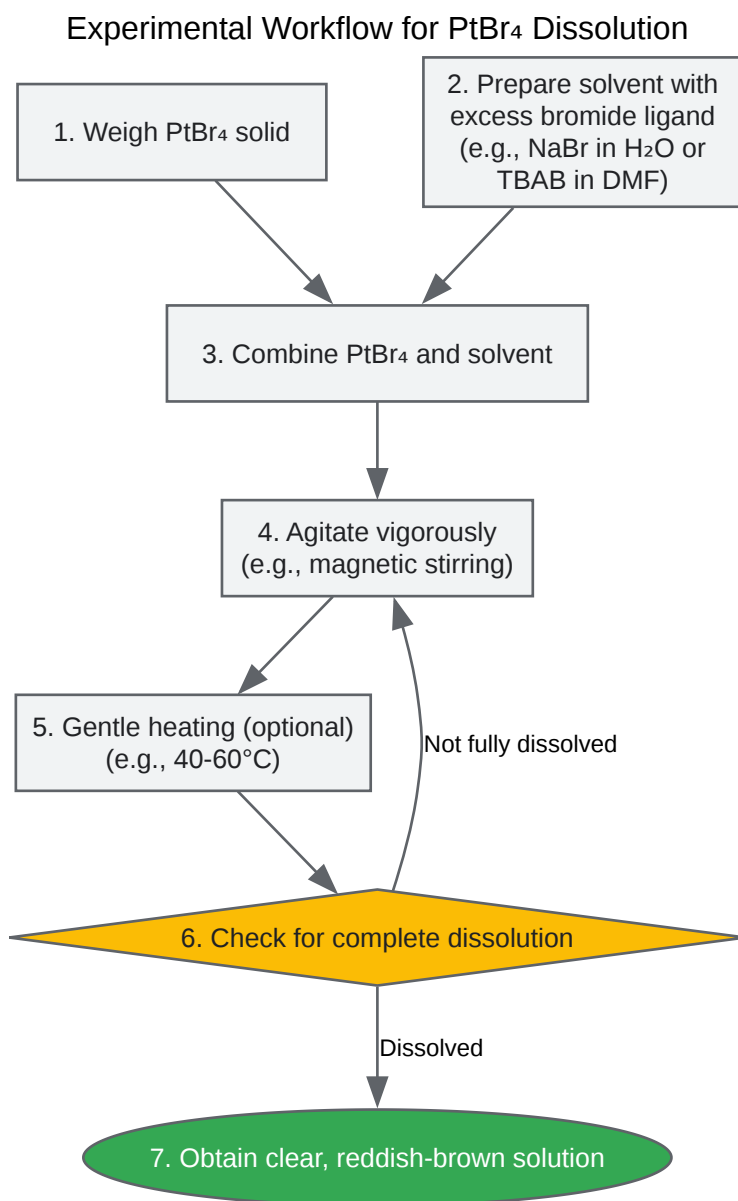 Experimental Workflow for PtBr₄ Dissolution
1. Weigh PtBr₄ solid
2. Prepare solvent with
excess bromide ligand
(e.g., NaBr in H₂O or
TBAB in DMF)
3. Combine PtBr₄ and solvent
4. Agitate vigorously
(e.g., magnetic stirring)
5. Gentle heating (optional)
(e.g., 40-60°C)
Not fully dissolved
6. Check for complete dissolution
Dissolved
7. Obtain clear, reddish-brown solution